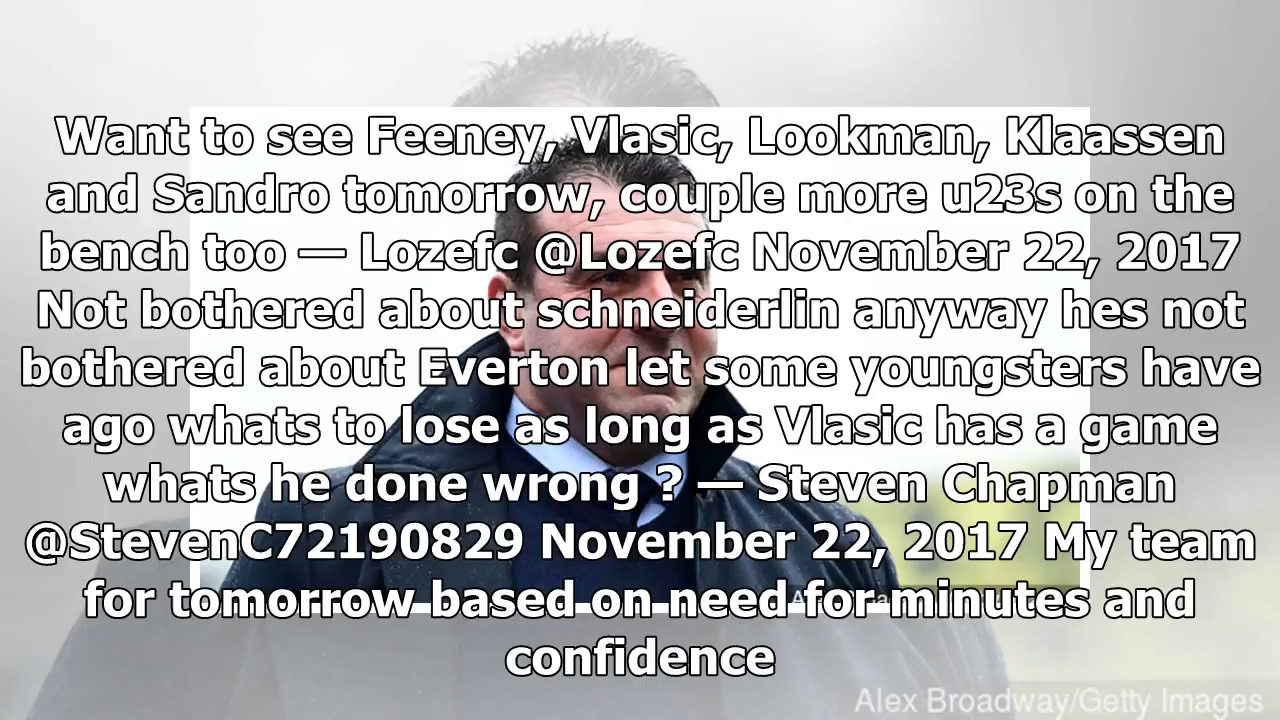 Want to see Feeney, Vlasic, Lookman, Klaassen
and Sandro tomorrow, couple more u23s on the
bench too — Lozefc @Lozefc November 22, 2017
Not bothered about schneiderlin anyway hes not
bothered about Everton let some youngsters have
ago whats to lose as long as Vlasic has a game
whats he done wrong ? — Steven Chapman
@StevenC72190829 November 22, 2017 My team
for tomorrow based on need for minutes and
confidence
Alex Broadway/Getty Images